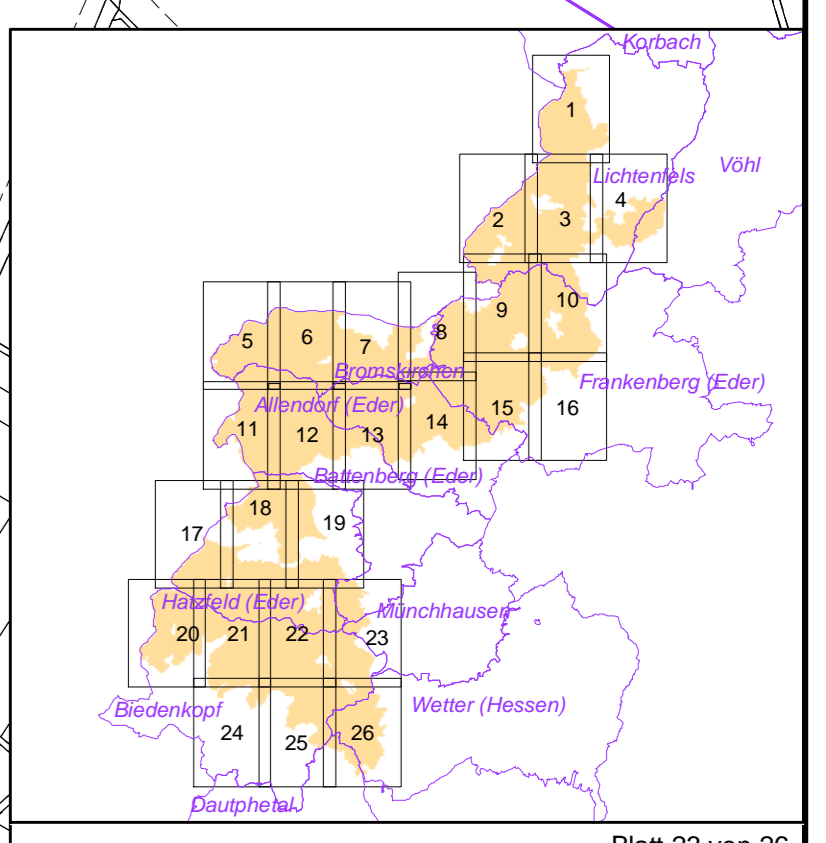 Korbach
1
Vöhl
Lichtenfels
4
2
3
10
9
8
6
5
7
Bromskirchen
Frankenberg (Eder)
Allendorf (Eder)
16
15
14
11
12
13
Battenberg (Eder)
18
19
17
Hatzfeld (Eder)
Münchhausen
20
21
22
23
Wetter (Hessen)
Biedenkopf
24
25
26
Dautphetal